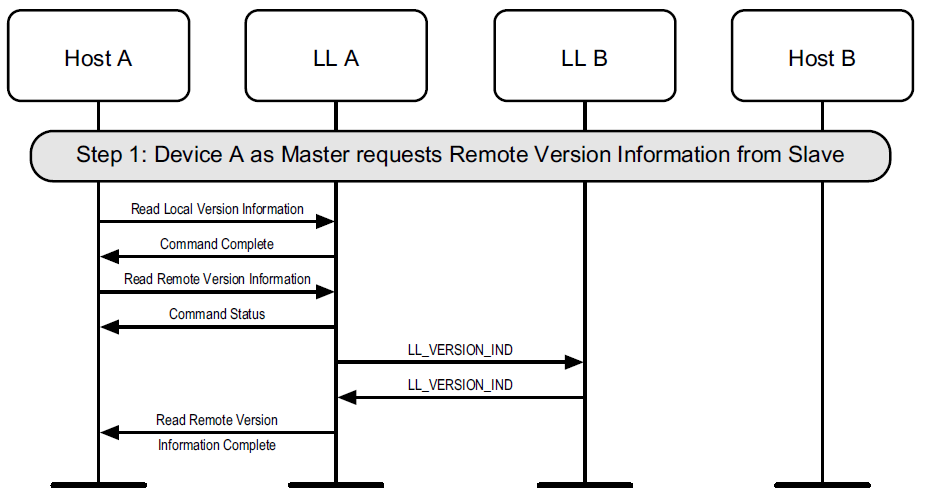 Host A
LL A
LL B
Host B
Step 1: Device A as Master requests Remote Version Information from Slave
Read Local Version Information
Command Complete
Read Remote Version Information
Command Status
LL_VERSION_IND
LL_VERSION_IND
Read Remote Version
Information Complete